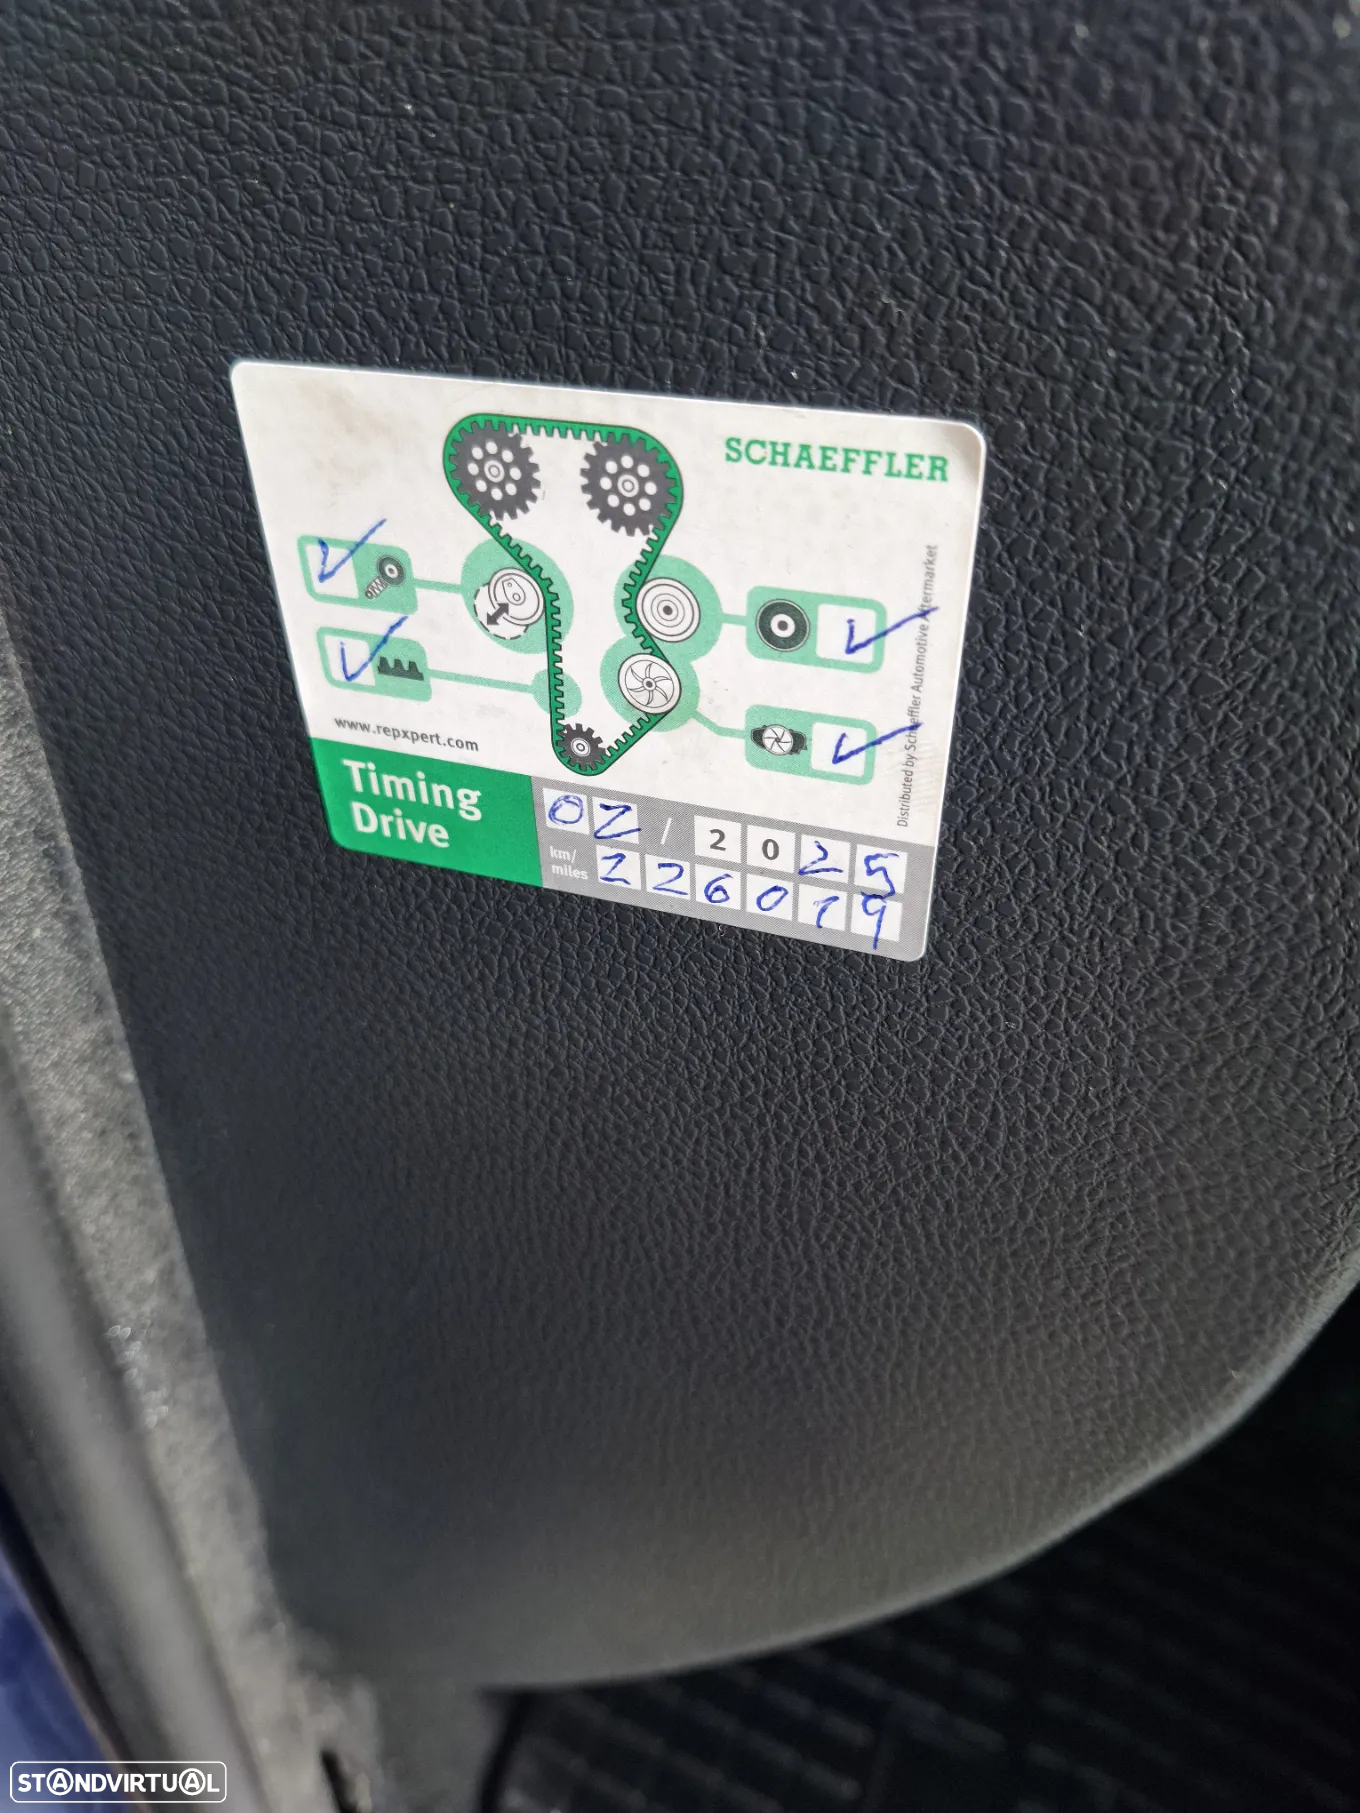 SCHAEFFLER
www.repxpert.com
Distributed by Schaeffler Automotive Aftermarket
Timing
Drive
02 / 2025
km/
miles
226019
STANDVIRTUAL